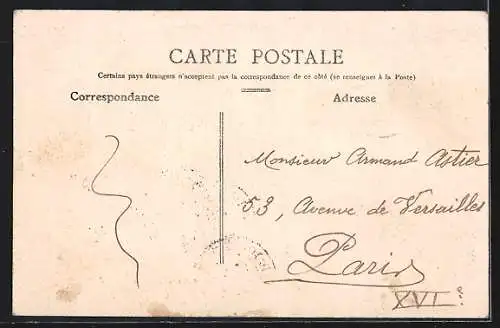 CARTE POSTALE
Certains pays étrangers n'acceptent pas la correspondance de ce côté (se renseigner à la Poste)
Correspondance
Adresse
Monsieur Armand Astier
53, Avenue de Versailles
Paris
XVIe